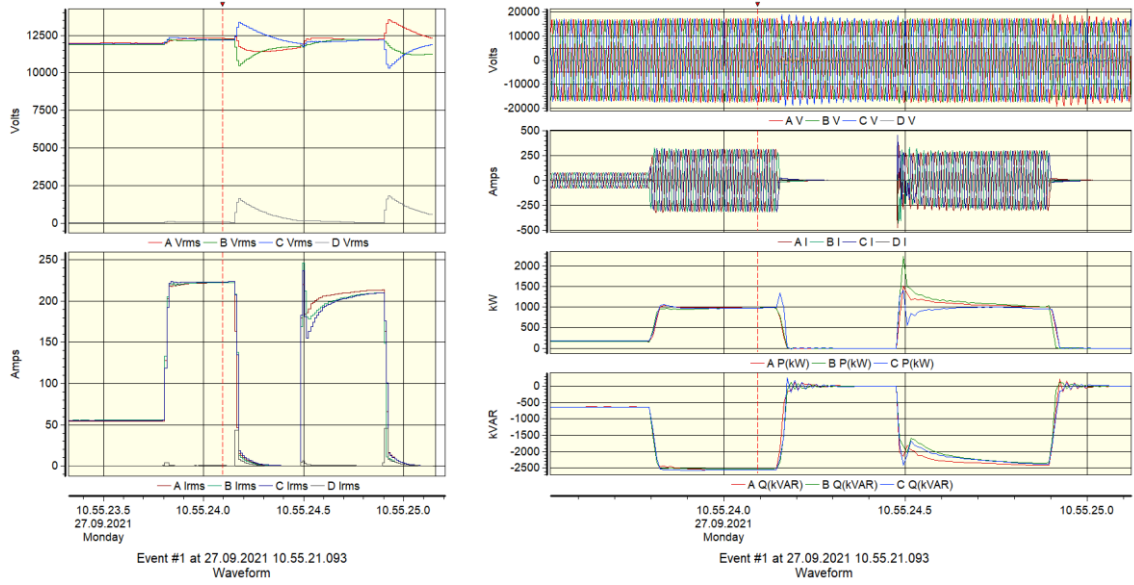 12500
10000
7500
5000
2500
0
Volts
A Vrms B Vrms C Vrms D Vrms
250
200
150
100
50
0
Amps
A Irms B Irms C Irms D Irms
10.55.23.5 10.55.24.0 10.55.24.5 10.55.25.0
27.09.2021
Monday
Event #1 at 27.09.2021 10.55.21.093
Waveform
20000
10000
0
-10000
-20000
Volts
A V B V C V D V
500
250
0
-250
-500
Amps
A I B I C I D I
2000
1500
1000
500
0
kW
A P(kW) B P(kW) C P(kW)
0
-500
-1000
-1500
-2000
-2500
kVAR
A Q(kVAR) B Q(kVAR) C Q(kVAR)
10.55.24.0 10.55.24.5 10.55.25.0
27.09.2021
Monday
Event #1 at 27.09.2021 10.55.21.093
Waveform